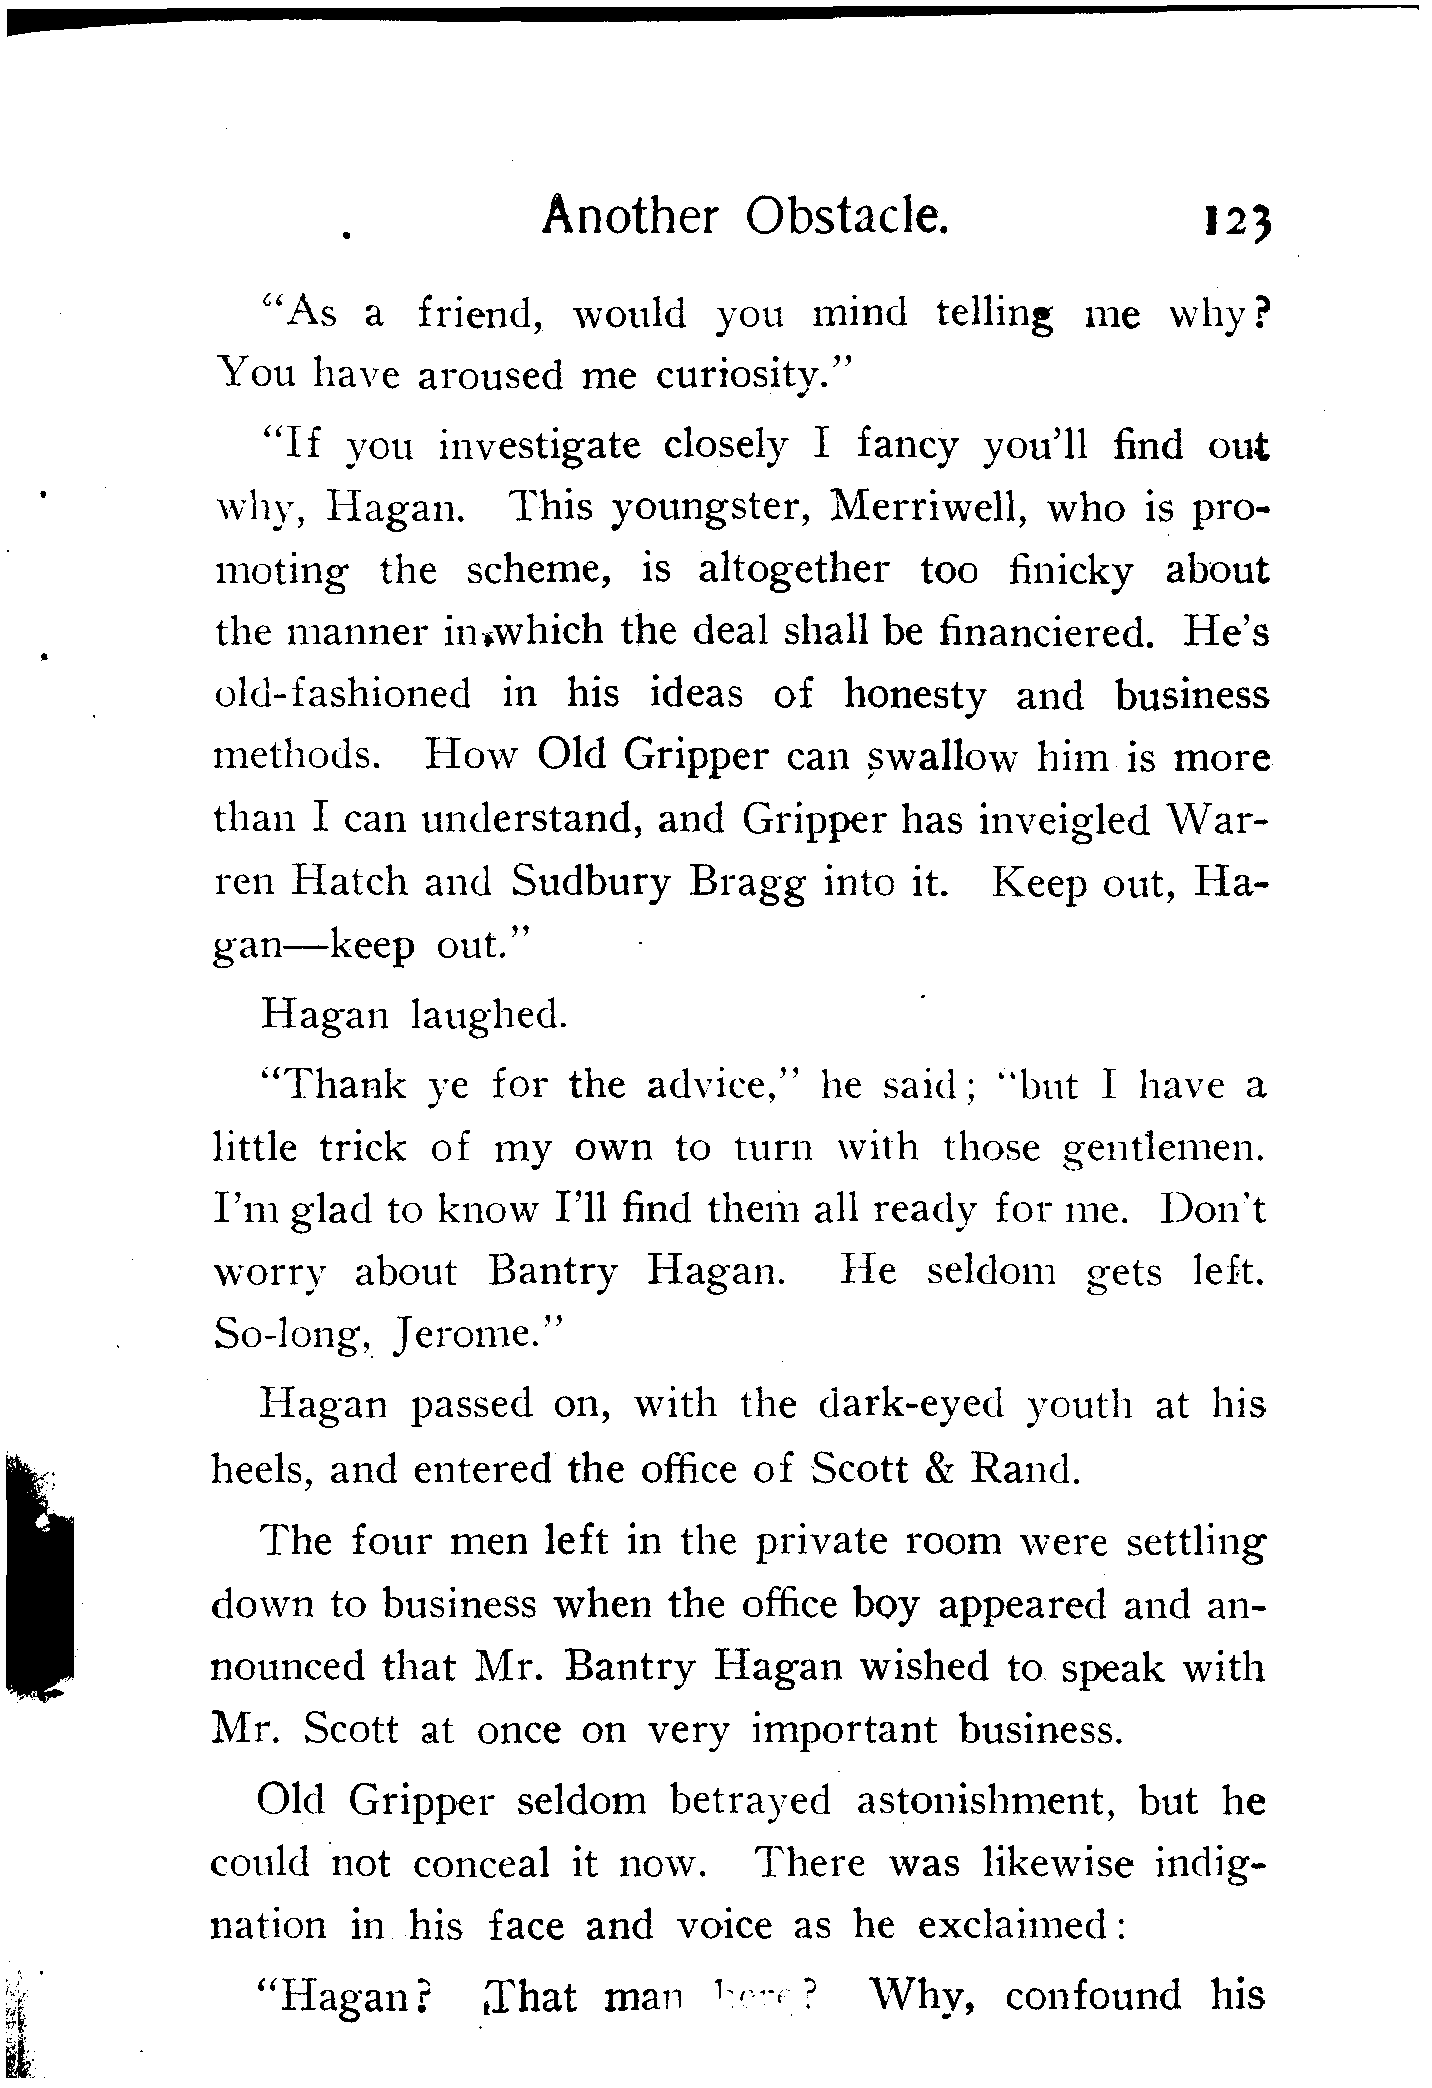 Another Obstacle. 123
“As a friend, would you mind telling me why?
You have aroused me curiosity.”
“If you investigate closely I fancy you’ll find out
why, Hagan. This youngster, Merriwell, who is pro-
moting the scheme, is altogether too finicky about
the manner in which the deal shall be financiered. He’s
old-fashioned in his ideas of honesty and business
methods. How Old Gripper can swallow him is more
than I can understand, and Gripper has inveigled War-
ren Hatch and Sudbury Bragg into it. Keep out, Ha-
gan—keep out.”
Hagan laughed.
“Thank ye for the advice,” he said; “but I have a
little trick of my own to turn with those gentlemen.
I’m glad to know I’ll find them all ready for me. Don’t
worry about Bantry Hagan. He seldom gets left.
So-long, Jerome.”
Hagan passed on, with the dark-eyed youth at his
heels, and entered the office of Scott & Rand.
The four men left in the private room were settling
down to business when the office boy appeared and an-
nounced that Mr. Bantry Hagan wished to speak with
Mr. Scott at once on very important business.
Old Gripper seldom betrayed astonishment, but he
could not conceal it now. There was likewise indig-
nation in his face and voice as he exclaimed:
“Hagan? That man here? Why, confound his